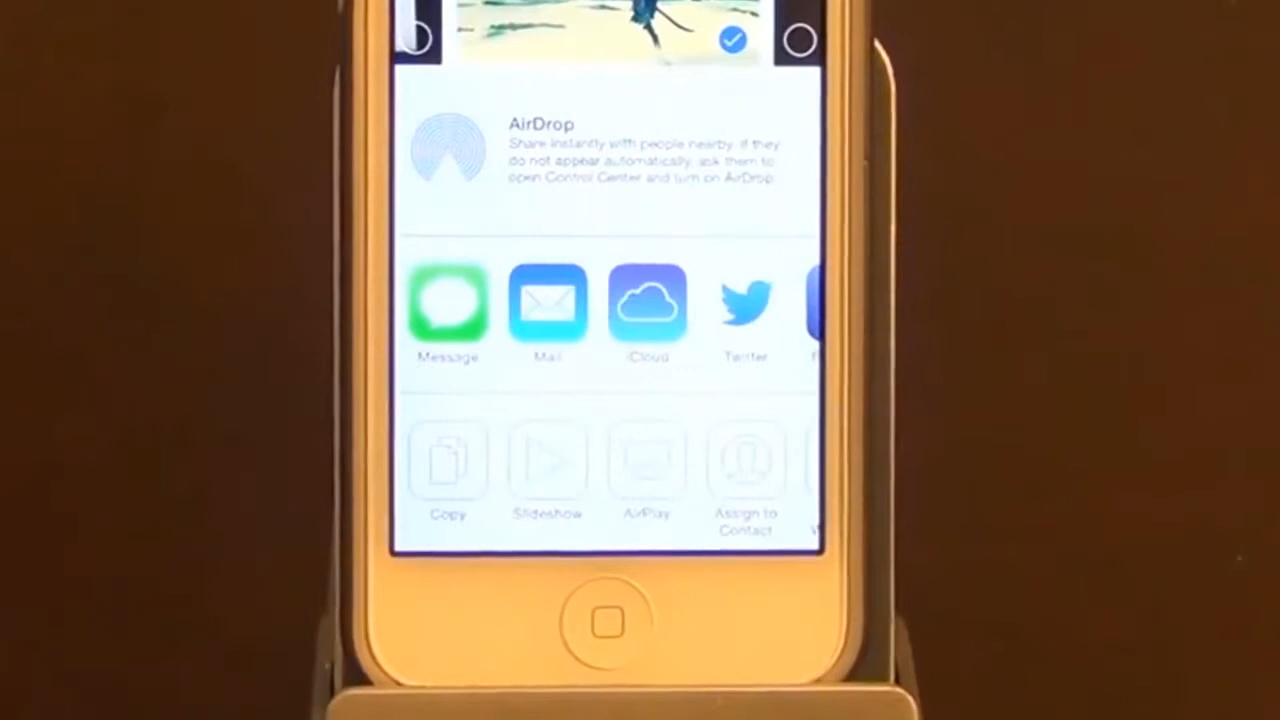 AirDrop
Share instantly with people nearby. If they
do not appear automatically, ask them to
open Control Center and turn on AirDrop.
Message
Mail
iCloud
Twitter
Copy
Slideshow
AirPlay
Assign to
Contact